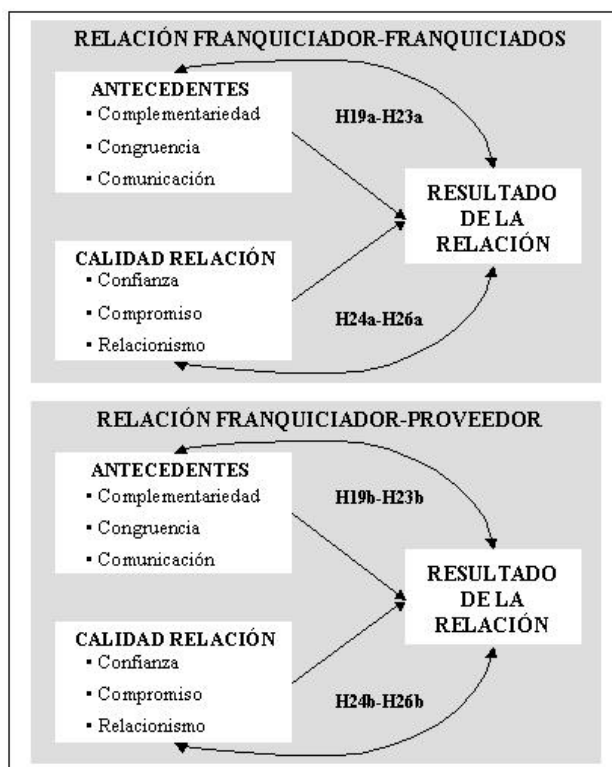 RELACIÓN FRANQUICIADOR-FRANQUICIADOS
ANTECEDENTES
▪ Complementariedad
▪ Congruencia
▪ Comunicación
H19a-H23a
RESULTADO
DE LA
RELACIÓN
CALIDAD RELACIÓN
▪ Confianza
▪ Compromiso
▪ Relacionismo
H24a-H26a
RELACIÓN FRANQUICIADOR-PROVEEDOR
ANTECEDENTES
▪ Complementariedad
▪ Congruencia
▪ Comunicación
H19b-H23b
RESULTADO
DE LA
RELACIÓN
CALIDAD RELACIÓN
▪ Confianza
▪ Compromiso
▪ Relacionismo
H24b-H26b